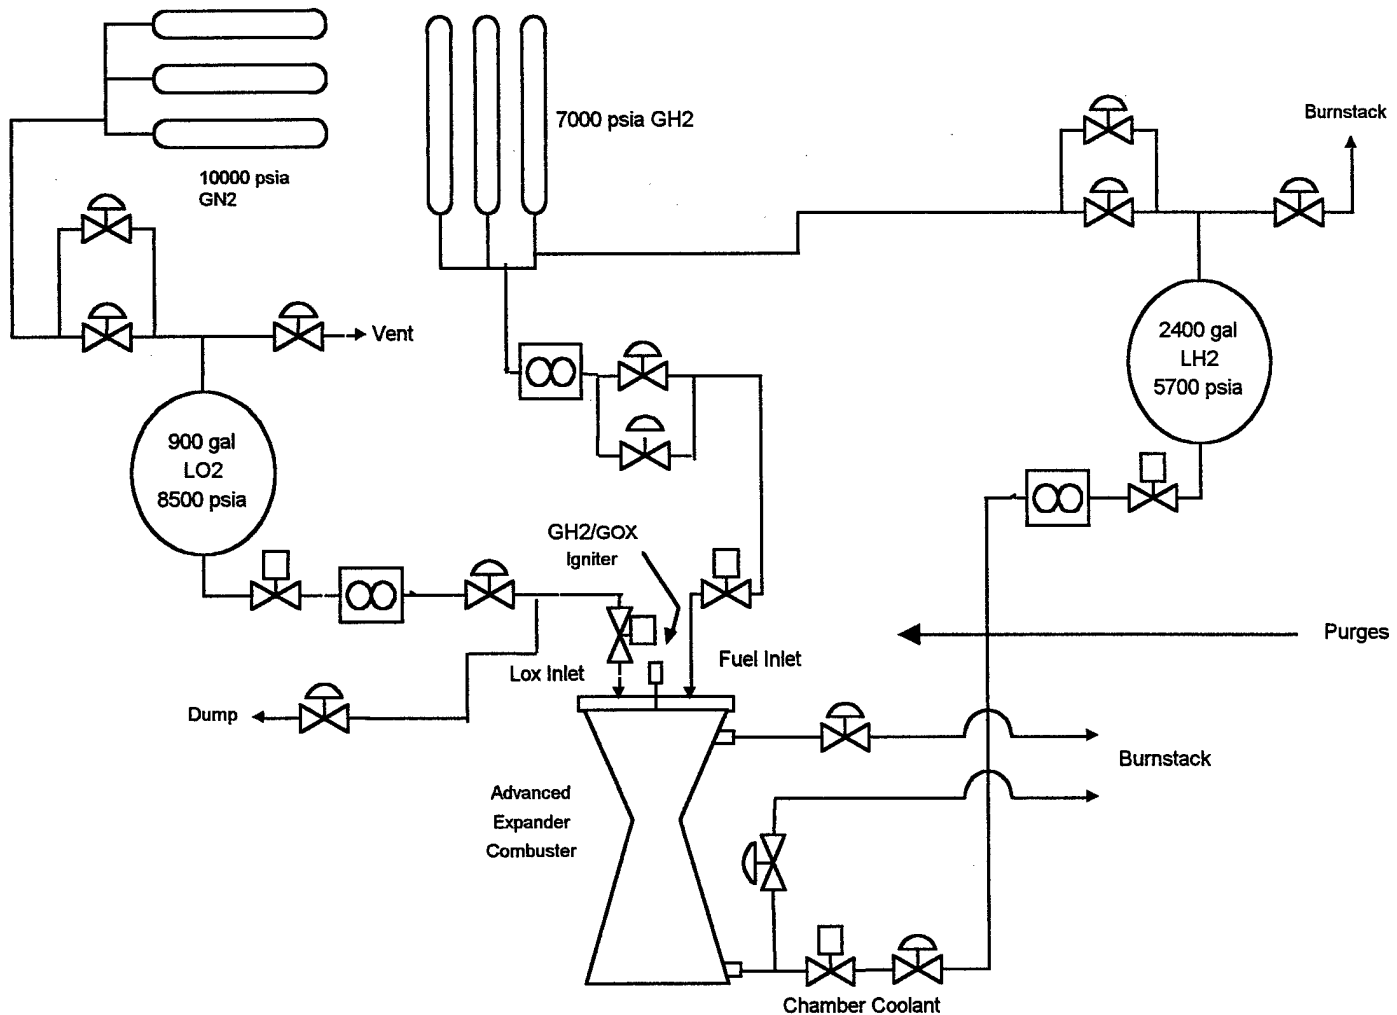 10000 psia
GN2
7000 psia GH2
Burnstack
Vent
2400 gal
LH2
5700 psia
900 gal
LO2
8500 psia
GH2/GOX
Igniter
Purges
Lox Inlet
Fuel Inlet
Dump
Burnstack
Advanced
Expander
Combuster
Chamber Coolant